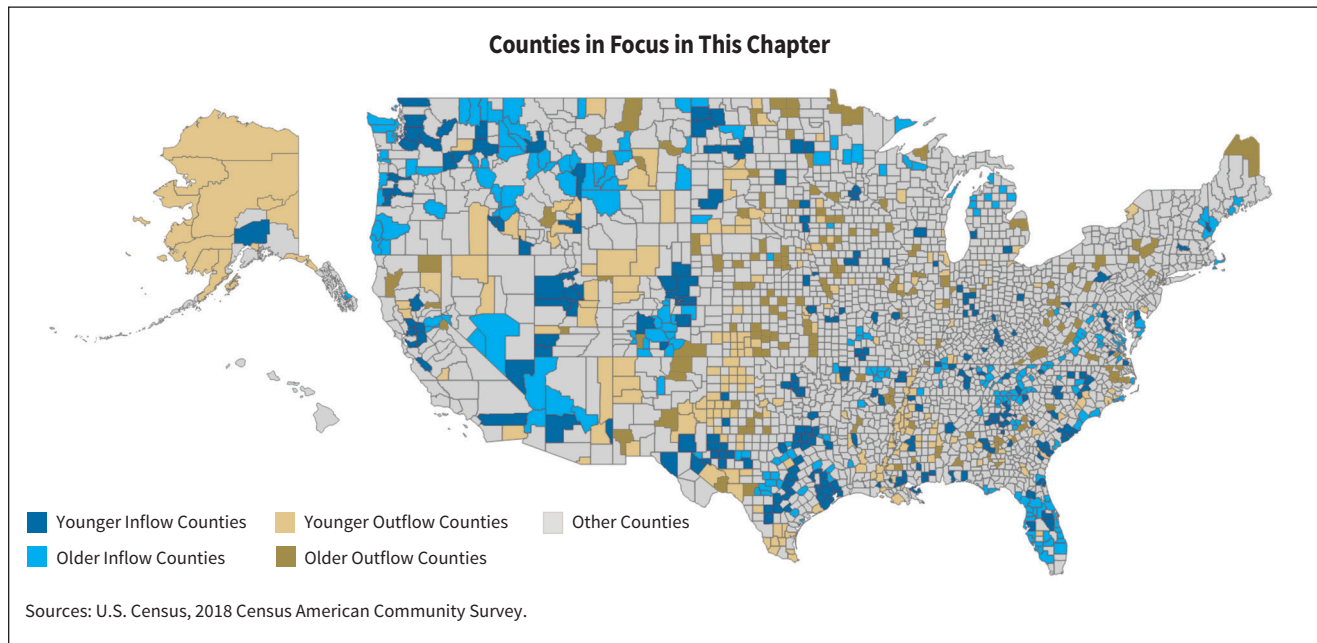 Counties in Focus in This Chapter
Younger Inflow Counties
Younger Outflow Counties
Other Counties
Older Inflow Counties
Older Outflow Counties
Sources: U.S. Census, 2018 Census American Community Survey.